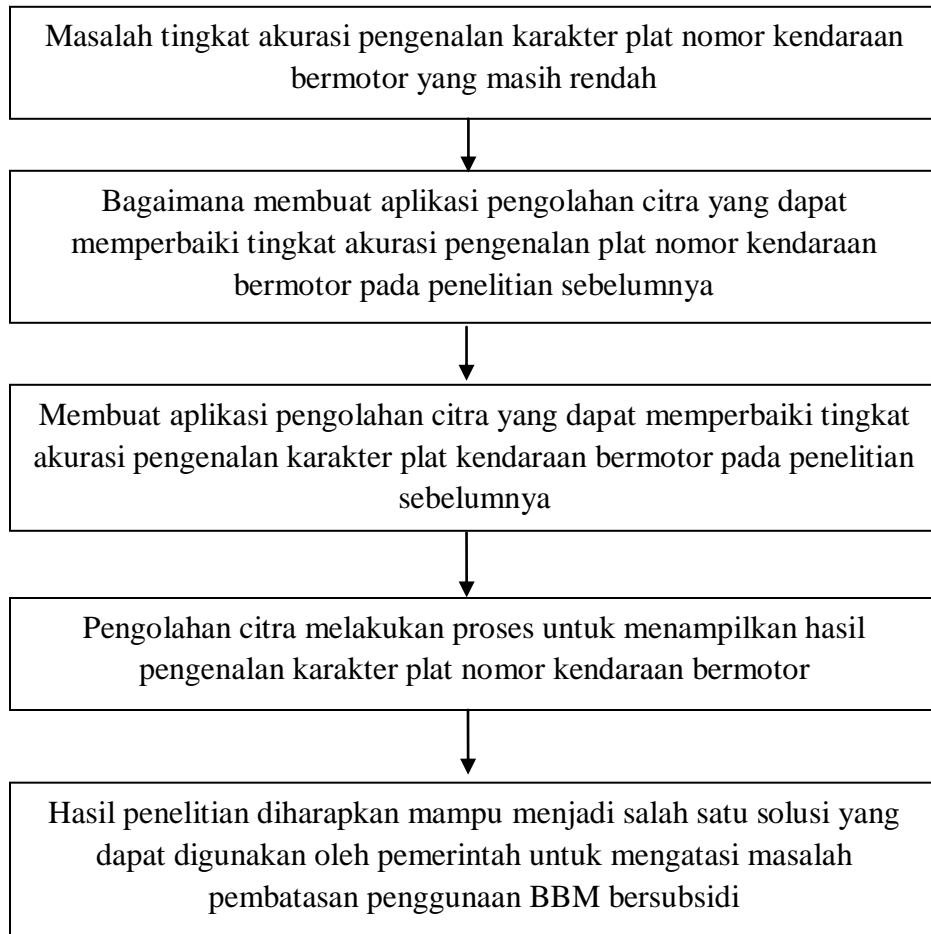 Masalah tingkat akurasi pengenalan karakter plat nomor kendaraan
bermotor yang masih rendah
Bagaimana membuat aplikasi pengolahan citra yang dapat
memperbaiki tingkat akurasi pengenalan plat nomor kendaraan
bermotor pada penelitian sebelumnya
Membuat aplikasi pengolahan citra yang dapat memperbaiki tingkat
akurasi pengenalan karakter plat kendaraan bermotor pada penelitian
sebelumnya
Pengolahan citra melakukan proses untuk menampilkan hasil
pengenalan karakter plat nomor kendaraan bermotor
Hasil penelitian diharapkan mampu menjadi salah satu solusi yang
dapat digunakan oleh pemerintah untuk mengatasi masalah
pembatasan penggunaan BBM bersubsidi